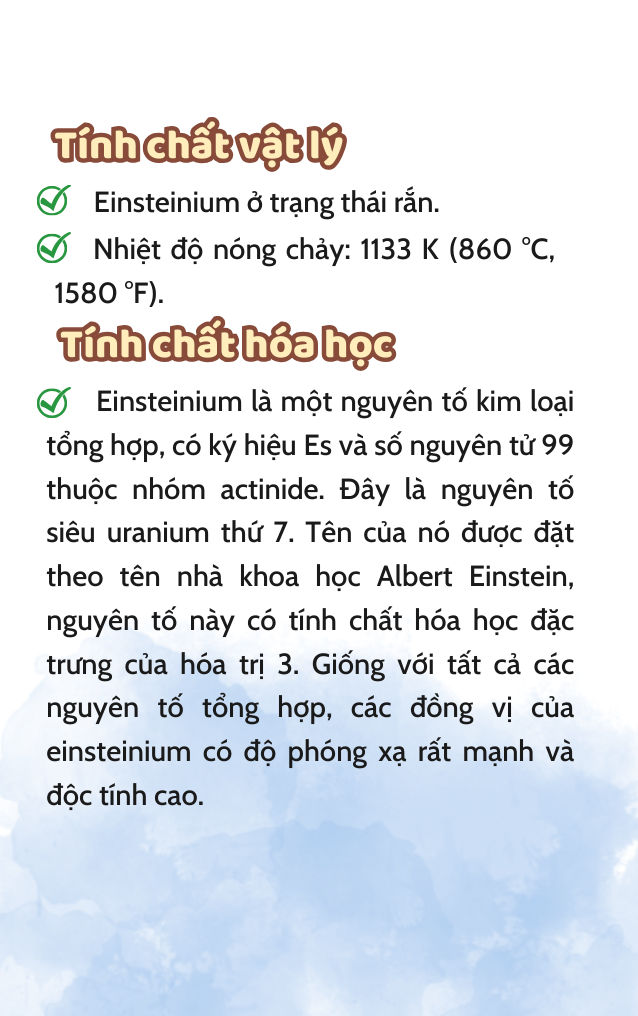 Tính chất vật lý
Einsteinium ở trạng thái rắn.
Nhiệt độ nóng chảy: 1133 K (860 °C,
1580 °F).
Tính chất hóa học
Einsteinium là một nguyên tố kim loại
tổng hợp, có ký hiệu Es và số nguyên tử 99
thuộc nhóm actinide. Đây là nguyên tố
siêu uranium thứ 7. Tên của nó được đặt
theo tên nhà khoa học Albert Einstein,
nguyên tố này có tính chất hóa học đặc
trưng của hóa trị 3. Giống với tất cả các
nguyên tố tổng hợp, các đồng vị của
einsteinium có độ phóng xạ rất mạnh và
độc tính cao.